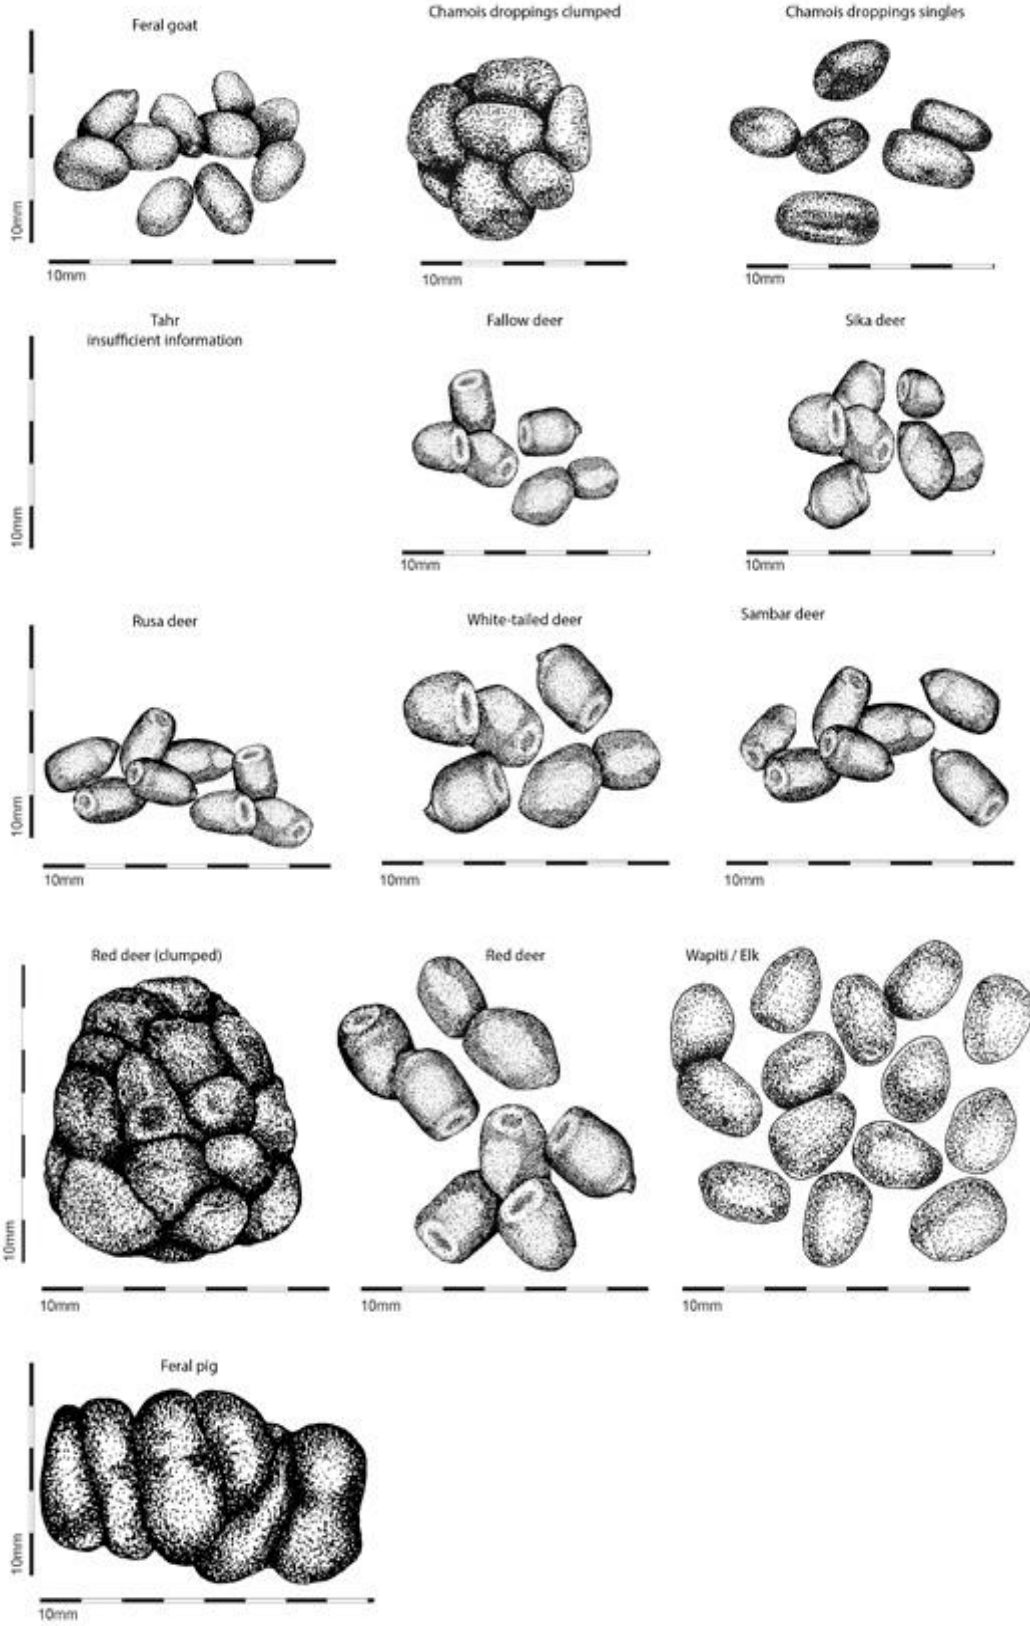 Feral goat
Chamois droppings clumped
Chamois droppings singles
10mm
10mm
10mm
10mm
Tahr
insufficient information
Fallow deer
Sika deer
10mm
10mm
10mm
Rusa deer
White-tailed deer
Sambar deer
10mm
10mm
10mm
10mm
Red deer (clumped)
Red deer
Wapiti / Elk
10mm
10mm
10mm
10mm
Feral pig
10mm
10mm